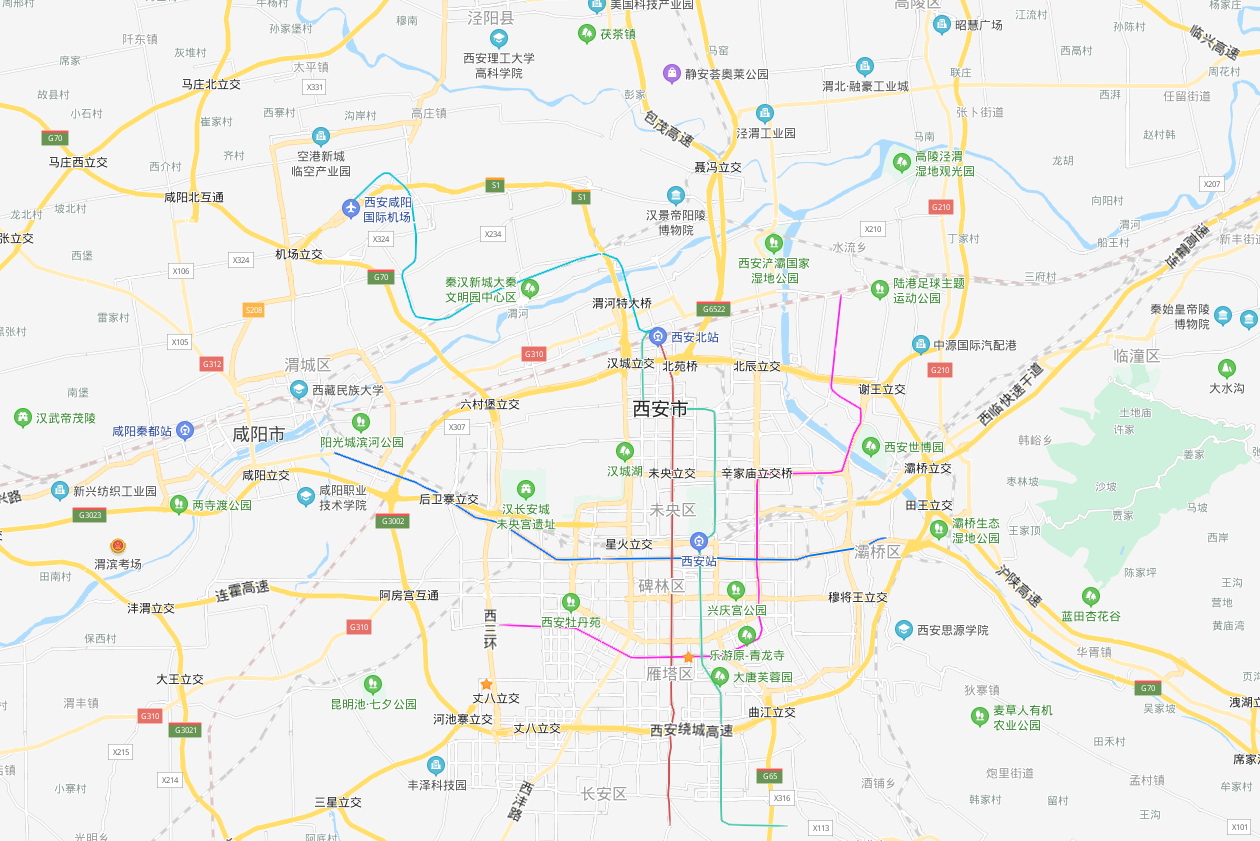 周邢村
牛杨村
穆南
泾阳县
美国科技产业园
高陵区
江流村
杨家庄
孙家堡村
阡东镇
灰堆村
席家
太平镇
X331
西安理工大学
高科学院
茯茶镇
马窑
静安荟奥莱公园
昭慧广场
孙陈村
西高村
临兴高速
周花村
渭北·融豪工业城
联庄
马庄北立交
故县村
小石村
西寨村
沟岸村
高庄镇
彭家
包茂高速
泾渭工业园
张卜街道
西湃
任留街道
崔家村
G70
马庄西立交
西介村
齐村
空港新城
临空产业园
聂冯立交
马南
赵村韩
高陵泾渭
湿地观光园
龙胡
X207
S1
S1
咸阳北互通
龙北村
坡北村
西安咸阳
国际机场
X324
X234
汉景帝阳陵
博物院
G210
向阳村
渭河
船王村
X210
水流乡
丁家村
新丰街道
连霍高速
张立交
西堡
机场立交
X324
X106
G70
西安浐灞国家
湿地公园
三府村
秦汉新城大秦
文明园中心区
渭河
渭河特大桥
G6522
陆港足球主题
运动公园
秦始皇帝陵
博物院
S208
雷家村
黑张村
X105
西安北站
G312
G310
渭城区
汉城立交
北苑桥
北辰立交
中源国际汽配港
G210
临潼区
大水沟
谢王立交
西临快速干道
南堡
西藏民族大学
六村堡立交
西安市
汉武帝茂陵
咸阳秦都站
咸阳市
阳光城滨河公园
X307
土地庙
许家
韩峪乡
姜家
西安世博园
汉城湖
未央立交
辛家庙立交桥
灞桥立交
枣林坡
沙坡
咸阳立交
新兴纺织工业园
两寺渡公园
咸阳职业
技术学院
后卫寨立交
汉长安城
未央宫遗址
未央区
田王立交
马坡
贾家
G3023
G3002
灞桥生态
湿地公园
王家顶
西岸
星火立交
西安站
灞桥区
渭滨考场
田南村
连霍高速
阿房宫互通
碑林区
兴庆宫公园
穆将王立交
沪陕高速
陈家坪
王沟
营地
黄庙湾
蓝田杏花谷
沣渭立交
G310
西三环
西安牡丹苑
西安思源学院
保西村
乐游原-青龙寺
华胥镇
大王立交
雁塔区
大唐芙蓉园
G70
吴家坡
洩湖立
狄寨镇
渭丰镇
昆明池·七夕公园
丈八立交
G310
G3021
河池寨立交
丈八立交
西安绕城高速
曲江立交
麦草人有机
农业公园
X215
田禾村
席家
X214
丰泽科技园
G65
炮里街道
孟村镇
牟家村
小寨村
三星立交
西沣路
长安区
X316
酒铺乡
韩家村
留村
王沟
光明乡
阿底村
X113
X101